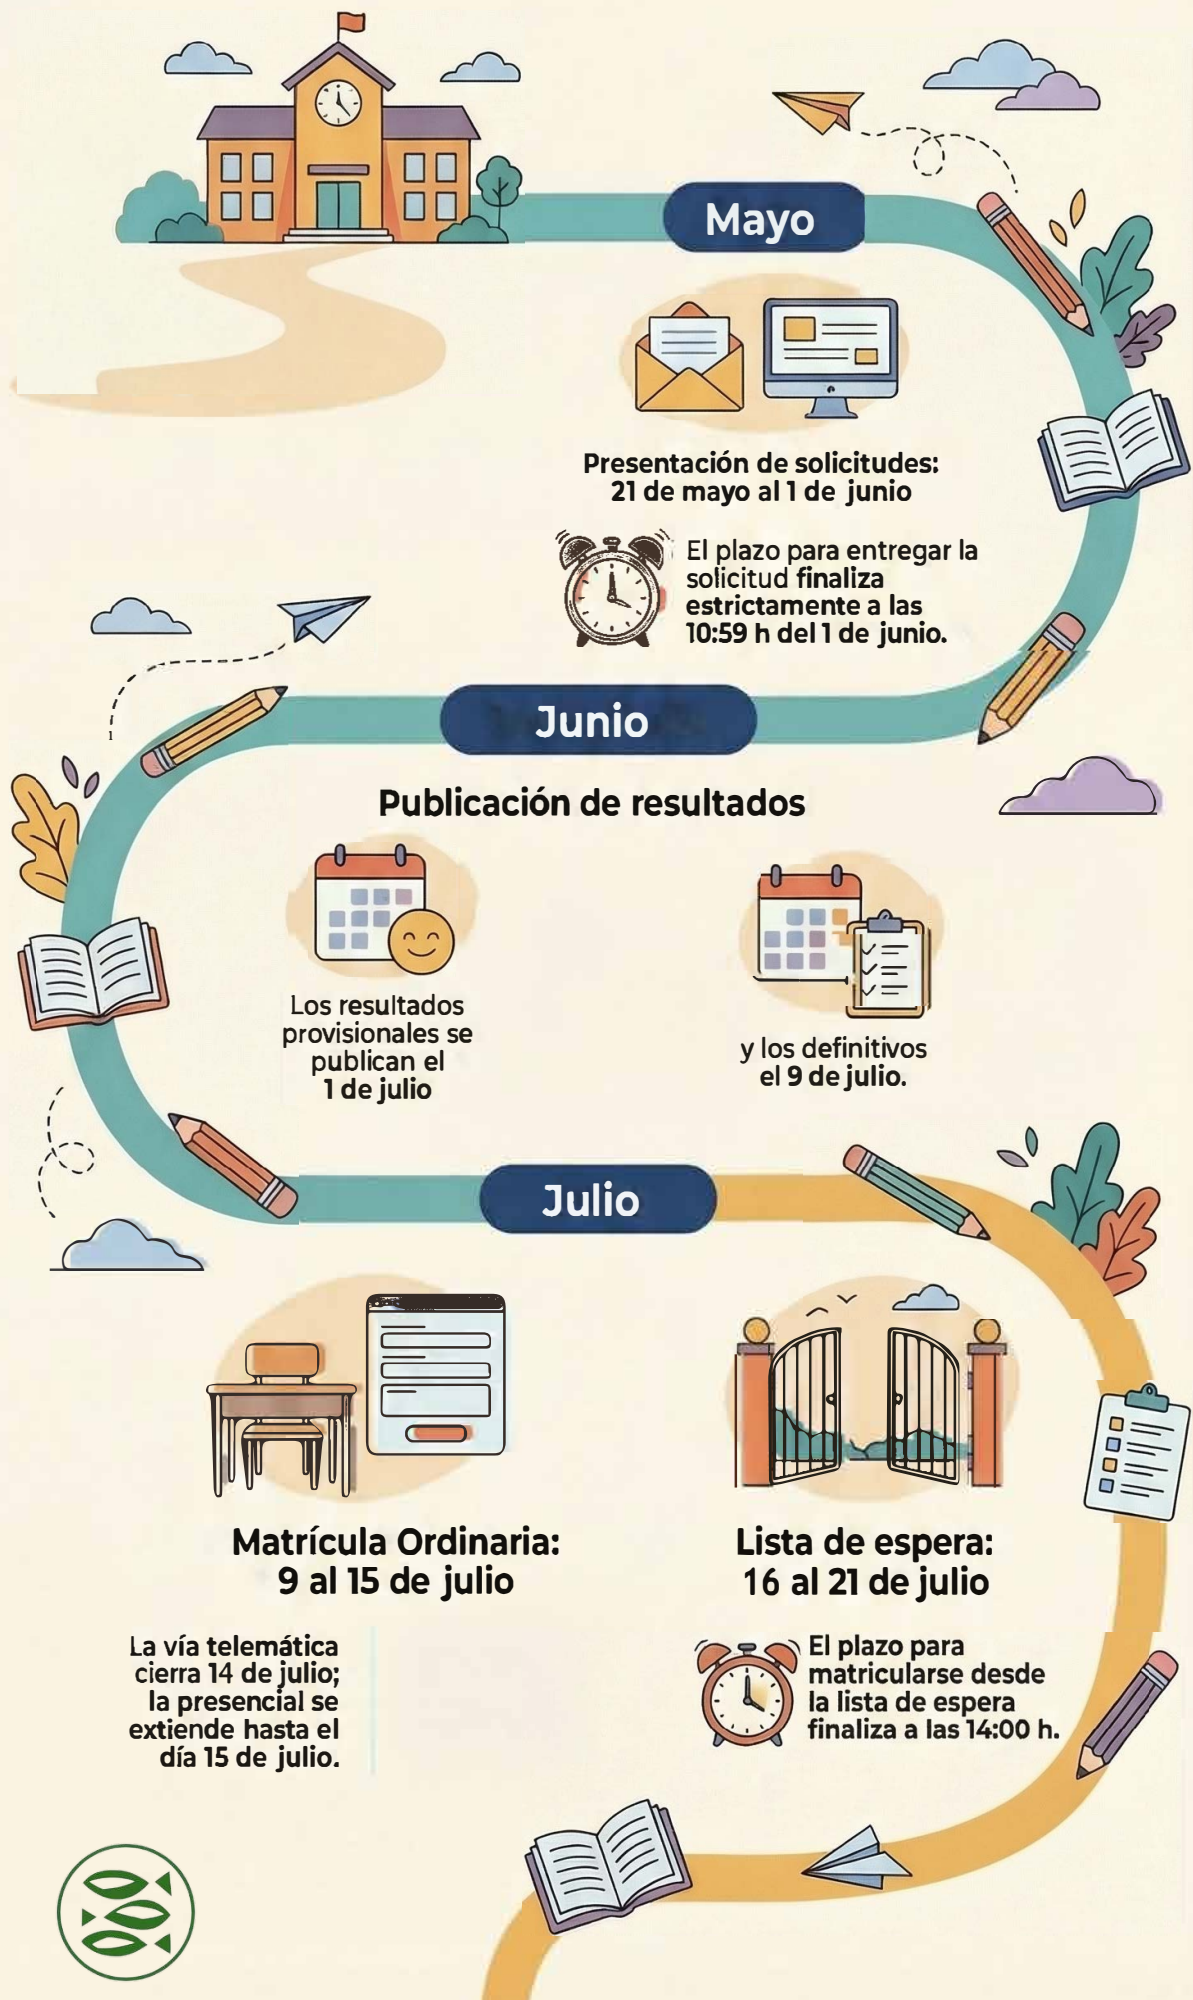 Mayo
Presentación de solicitudes:
21 de mayo al 1 de junio
El plazo para entregar la
solicitud finaliza
estrictamente a las
10:59 h del 1 de junio.
Junio
Publicación de resultados
Los resultados
provisionales se
publican el
1 de julio
y los definitivos
el 9 de julio.
Julio
Matrícula Ordinaria:
9 al 15 de julio
La vía telemática
cierra 14 de julio;
la presencial se
extiende hasta el
día 15 de julio.
Lista de espera:
16 al 21 de julio
El plazo para
matricularse desde
la lista de espera
finaliza a las 14:00 h.